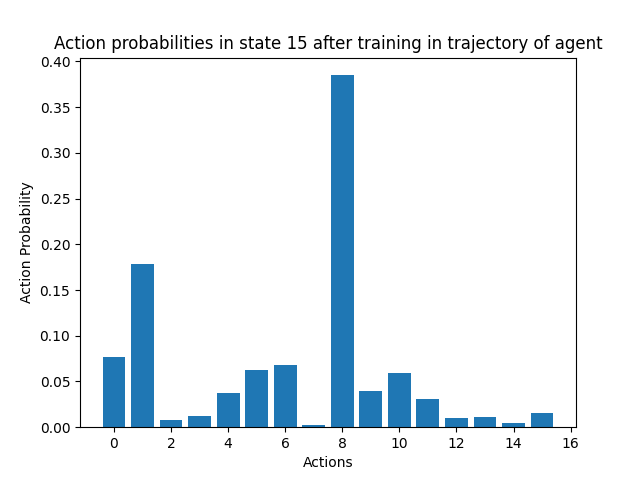 Action probabilities in state 15 after training in trajectory of agent
0.40
0.35
0.30
0.25
0.20
0.15
0.10
0.05
0.00
Action Probability
0 2 4 6 8 10 12 14 16
Actions